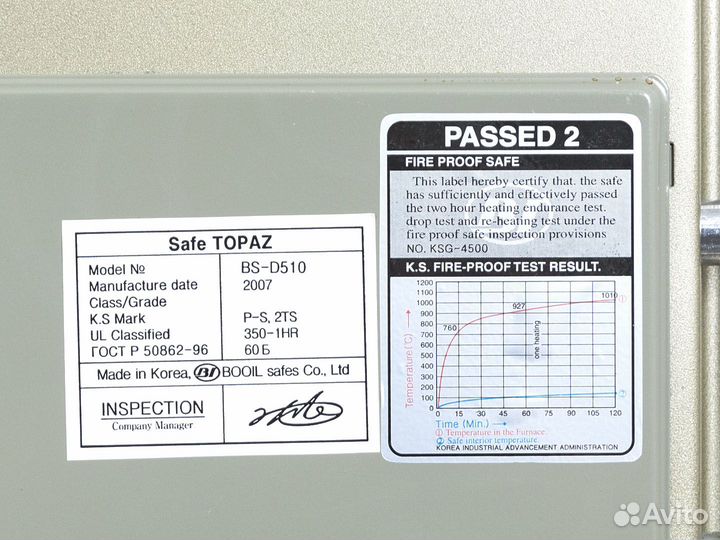 PASSED 2
FIRE PROOF SAFE
This label hereby certify that. the safe
has sufficiently and effectively passed
the two hour heating endurance test.
drop test and re-heating test under the
fire proof safe inspection provisions
NO. KSG-4500
K.S. FIRE-PROOF TEST RESULT.
1200
1100
1000
900
800
700
600
500
400
300
200
100
0
Temperature(℃)
760
927
1010
①
②
one heating
0 15 30 45 60 75 90 105 120
Time (Min.)
① Temperature in the Furnace.
② Safe interior temperature.
KOREA INDUSTRIAL ADVANCEMENT ADMINISTRATION
Safe TOPAZ
Model № BS-D510
Manufacture date 2007
Class/Grade
K.S Mark P-S, 2TS
UL Classified 350-1HR
ГОСТ Р 50862-96 60Б
Made in Korea, BI BOOIL safes Co., Ltd
INSPECTION
Company Manager
Avito